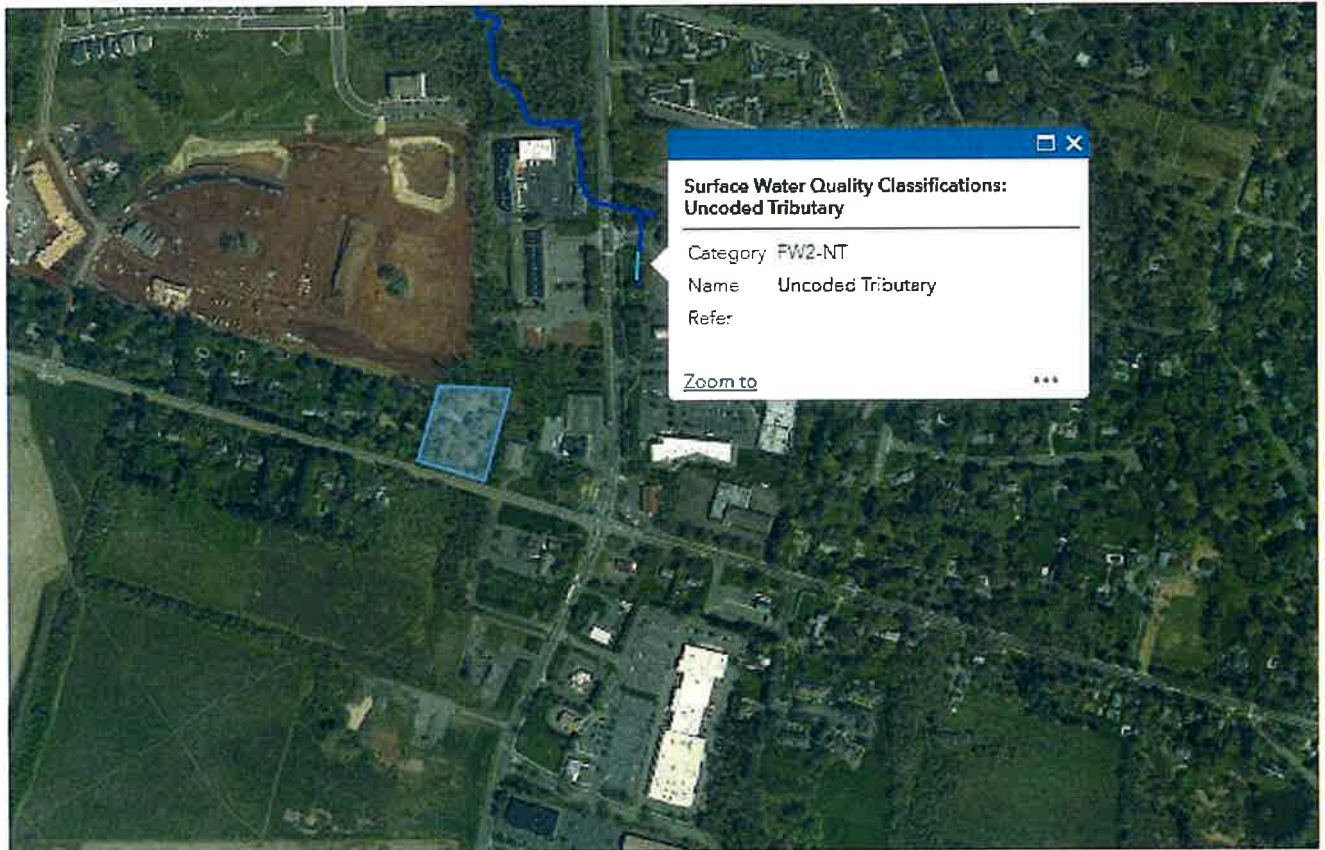 Surface Water Quality Classifications:
Uncoded Tributary
Category FW2-NT
Name Uncoded Tributary
Refer
Zoom to